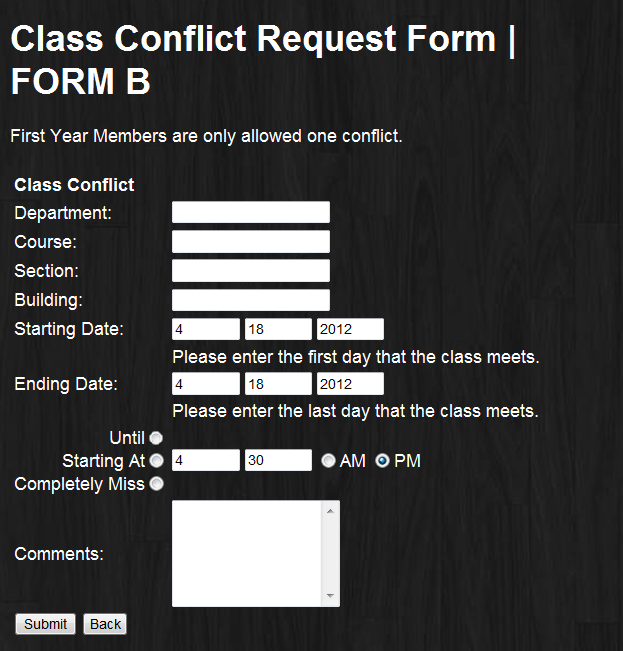 Class Conflict Request Form |
FORM B
First Year Members are only allowed one conflict.
Class Conflict
Department:
Course:
Section:
Building:
Starting Date: 4 18 2012
Please enter the first day that the class meets.
Ending Date: 4 18 2012
Please enter the last day that the class meets.
Until
Starting At 4 30 AM PM
Completely Miss
Comments:
Submit Back